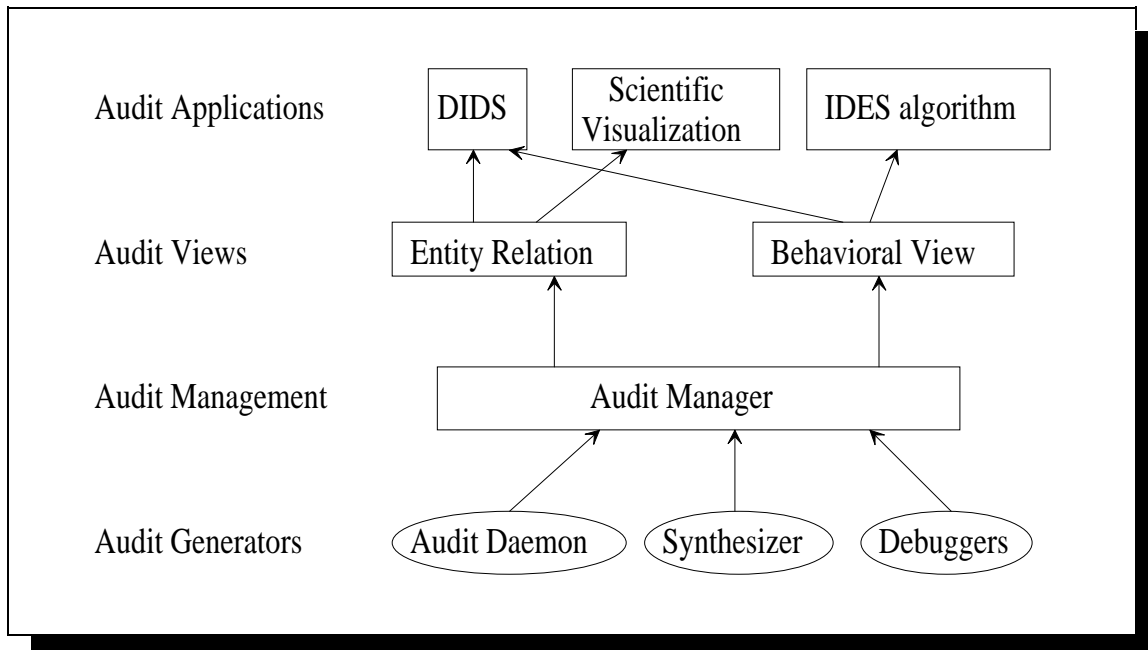 Audit Applications
DIDS
Scientific
Visualization
IDES algorithm
Audit Views
Entity Relation
Behavioral View
Audit Management
Audit Manager
Audit Generators
Audit Daemon
Synthesizer
Debuggers